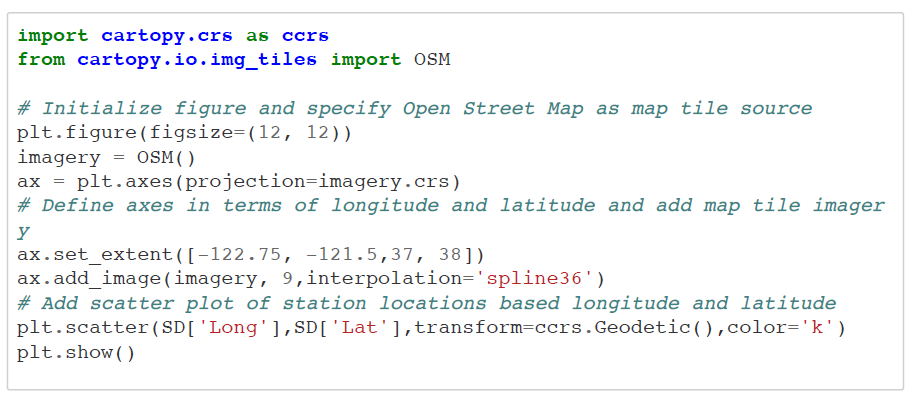 import cartopy.crs as ccrs
from cartopy.io.img_tiles import OSM
# Initialize figure and specify Open Street Map as map tile source
plt.figure(figsize=(12, 12))
imagery = OSM()
ax = plt.axes(projection=imagery.crs)
# Define axes in terms of longitude and latitude and add map tile imager
y
ax.set_extent([-122.75, -121.5,37, 38])
ax.add_image(imagery, 9,interpolation='spline36')
# Add scatter plot of station locations based longitude and latitude
plt.scatter(SD['Long'],SD['Lat'],transform=ccrs.Geodetic(),color='k')
plt.show()